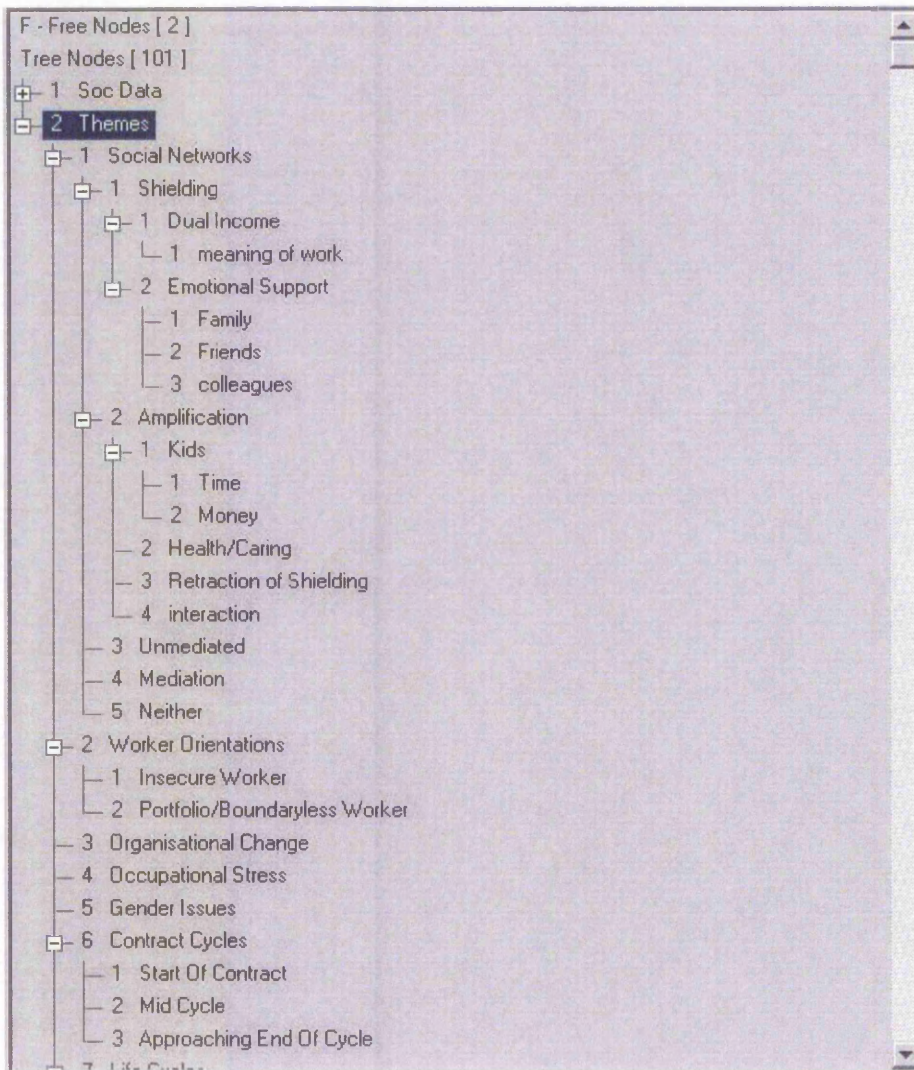 F - Free Nodes [ 2 ]
Tree Nodes [ 101 ]
1 Soc Data
2 Themes
1 Social Networks
1 Shielding
1 Dual Income
1 meaning of work
2 Emotional Support
1 Family
2 Friends
3 colleagues
2 Amplification
1 Kids
1 Time
2 Money
2 Health/Caring
3 Retraction of Shielding
4 interaction
3 Unmediated
4 Mediation
5 Neither
2 Worker Orientations
1 Insecure Worker
2 Portfolio/Boundaryless Worker
3 Organisational Change
4 Occupational Stress
5 Gender Issues
6 Contract Cycles
1 Start Of Contract
2 Mid Cycle
3 Approaching End Of Cycle
7 Life Cycles